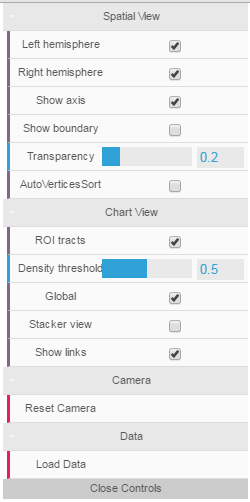 Spatial View
Left hemisphere
Right hemisphere
Show axis
Show boundary
Transparency 0.2
AutoVerticesSort
Chart View
ROI tracts
Density threshold 0.5
Global
Stacker view
Show links
Camera
Reset Camera
Data
Load Data
Close Controls